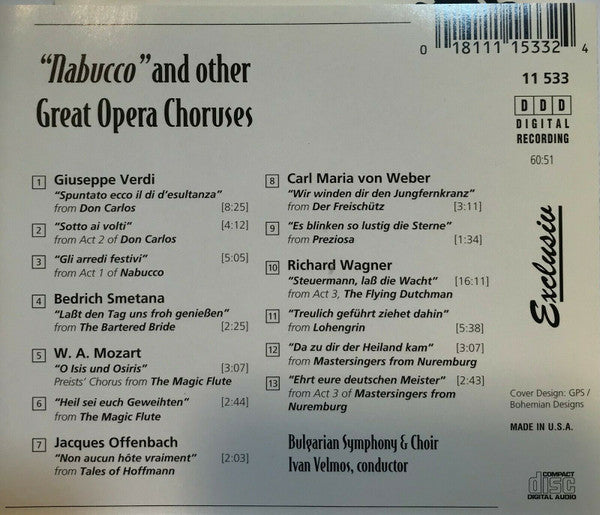 "Nabucco" and other
Great Opera Choruses
0 18111 15332 4
11 533
D D D
DIGITAL
RECORDING
60:51
1 Giuseppe Verdi
"Spuntato ecco il di d'esultanza"
from Don Carlos [8:25]
2 "Sotto ai volti" [4:12]
from Act 2 of Don Carlos
3 "Gli arredi festivi" [5:05]
from Act 1 of Nabucco
4 Bedrich Smetana
"Laßt den Tag uns froh genießen"
from The Bartered Bride [2:25]
5 W. A. Mozart
"O Isis und Osiris" [3:07]
Preists' Chorus from The Magic Flute
6 "Heil sei euch Geweihten" [2:44]
from The Magic Flute
7 Jacques Offenbach
"Non aucun hôte vraiment" [2:03]
from Tales of Hoffmann
8 Carl Maria von Weber
"Wir winden dir den Jungfernkranz"
from Der Freischütz [3:11]
9 "Es blinken so lustig die Sterne"
from Preziosa [1:34]
10 Richard Wagner
"Steuermann, laß die Wacht" [16:11]
from Act 3, The Flying Dutchman
11 "Treulich geführt ziehet dahin"
from Lohengrin [5:38]
12 "Da zu dir der Heiland kam" [3:07]
from Mastersingers from Nuremburg
13 "Ehrt eure deutschen Meister" [2:43]
from Act 3 of Mastersingers from
Nuremburg
Bulgarian Symphony & Choir
Ivan Velmos, conductor
Exclusiv
Cover Design: GPS /
Bohemian Designs
MADE IN U.S.A.
COMPACT
disc
DIGITAL AUDIO